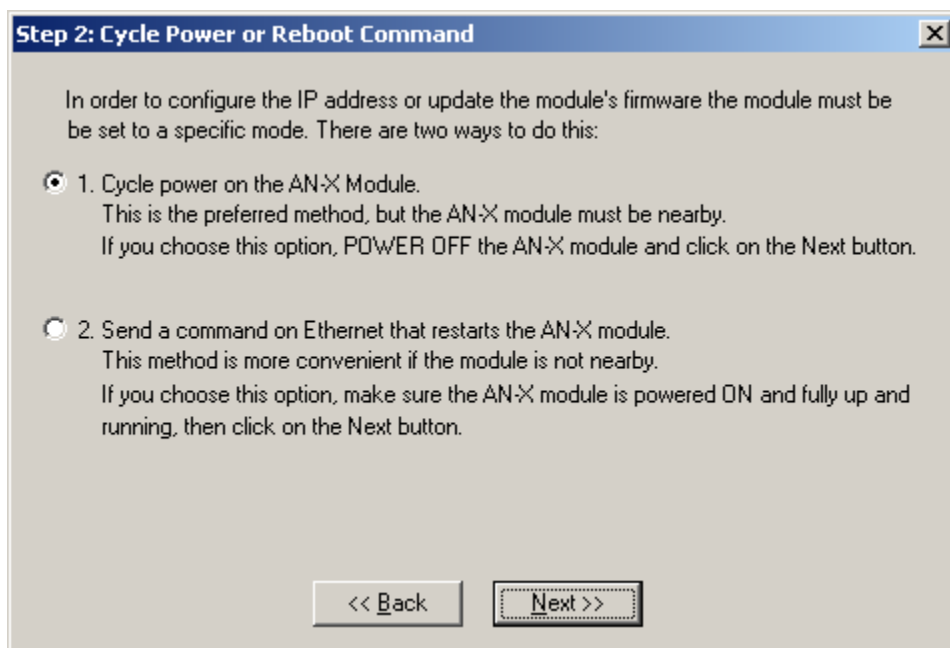 Step 2: Cycle Power or Reboot Command
In order to configure the IP address or update the module's firmware the module must be
be set to a specific mode. There are two ways to do this:
1. Cycle power on the AN-X Module.
This is the preferred method, but the AN-X module must be nearby.
If you choose this option, POWER OFF the AN-X module and click on the Next button.
2. Send a command on Ethernet that restarts the AN-X module.
This method is more convenient if the module is not nearby.
If you choose this option, make sure the AN-X module is powered ON and fully up and
running, then click on the Next button.
<< Back
Next >>